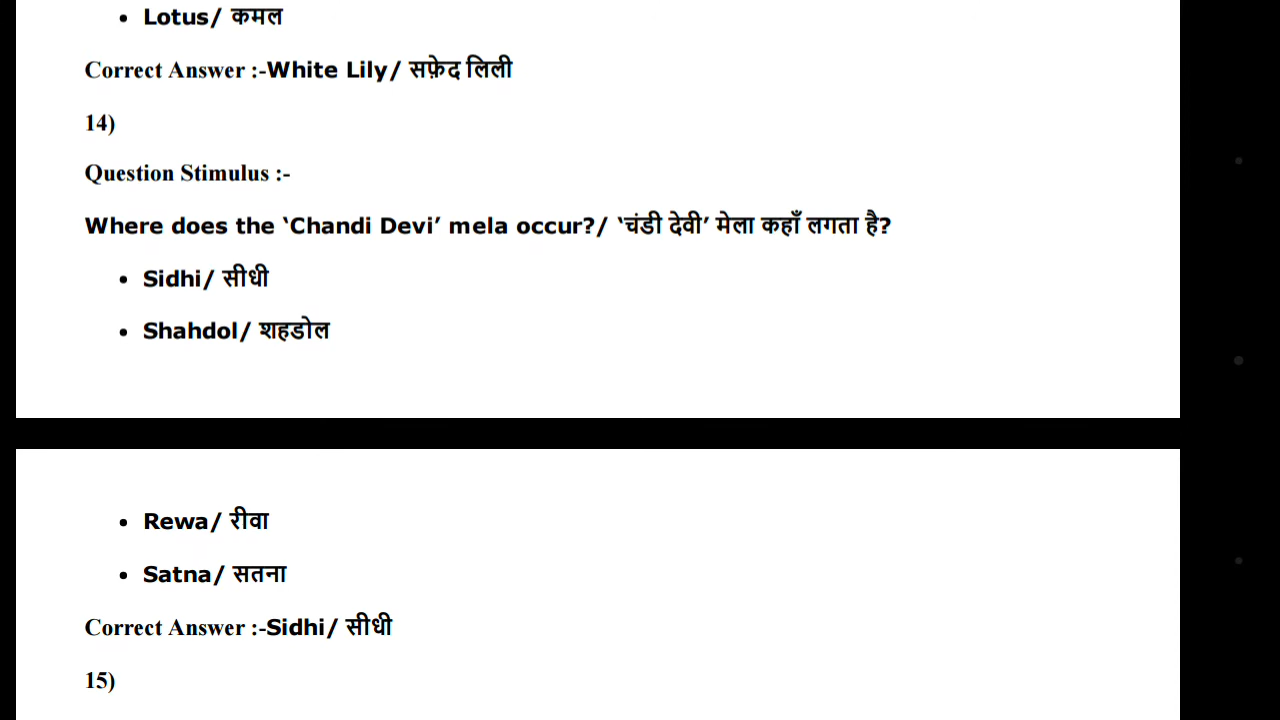 • Lotus/ कमल
Correct Answer :-White Lily/ सफ़ेद लिली
14)
Question Stimulus :-
Where does the ‘Chandi Devi’ mela occur?/ ‘चंडी देवी’ मेला कहाँ लगता है?
• Sidhi/ सीधी
• Shahdol/ शहडोल
• Rewa/ रीवा
• Satna/ सतना
Correct Answer :-Sidhi/ सीधी
15)